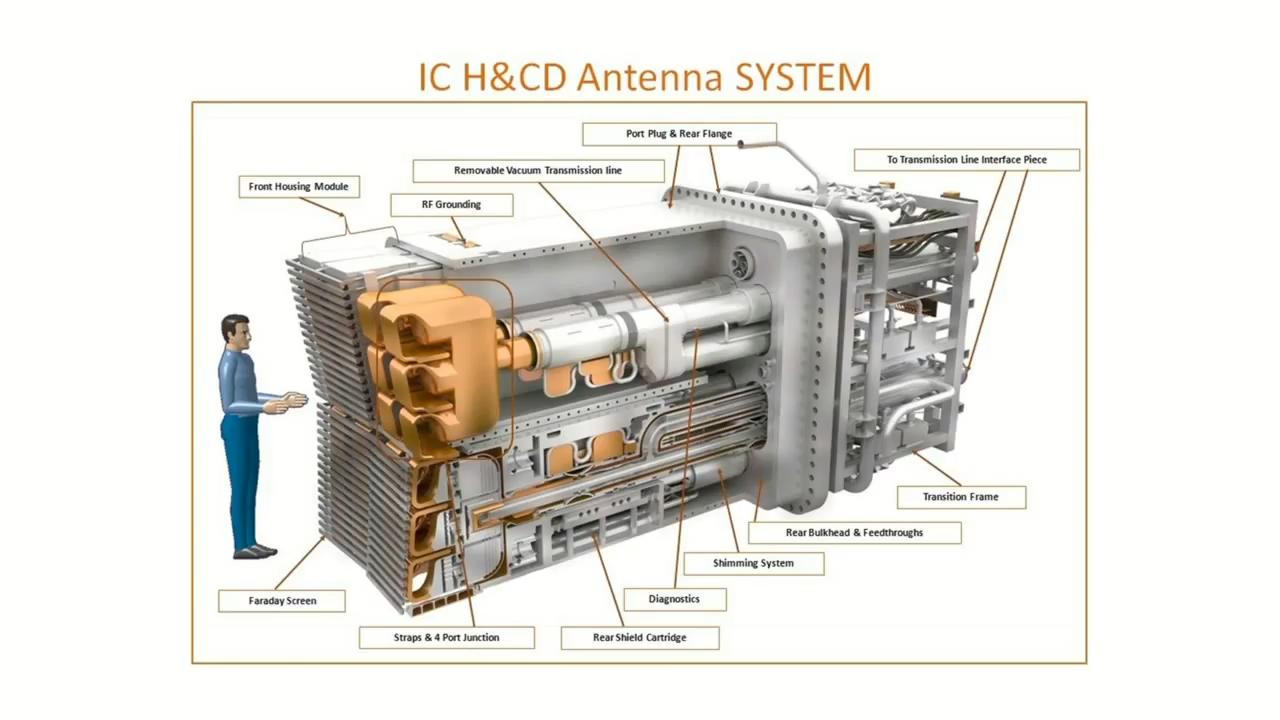 IC H&CD Antenna SYSTEM
Port Plug & Rear Flange
To Transmission Line Interface Piece
Removable Vacuum Transmission line
Front Housing Module
RF Grounding
Transition Frame
Rear Bulkhead & Feedthroughs
Shimming System
Diagnostics
Faraday Screen
Straps & 4 Port Junction
Rear Shield Cartridge